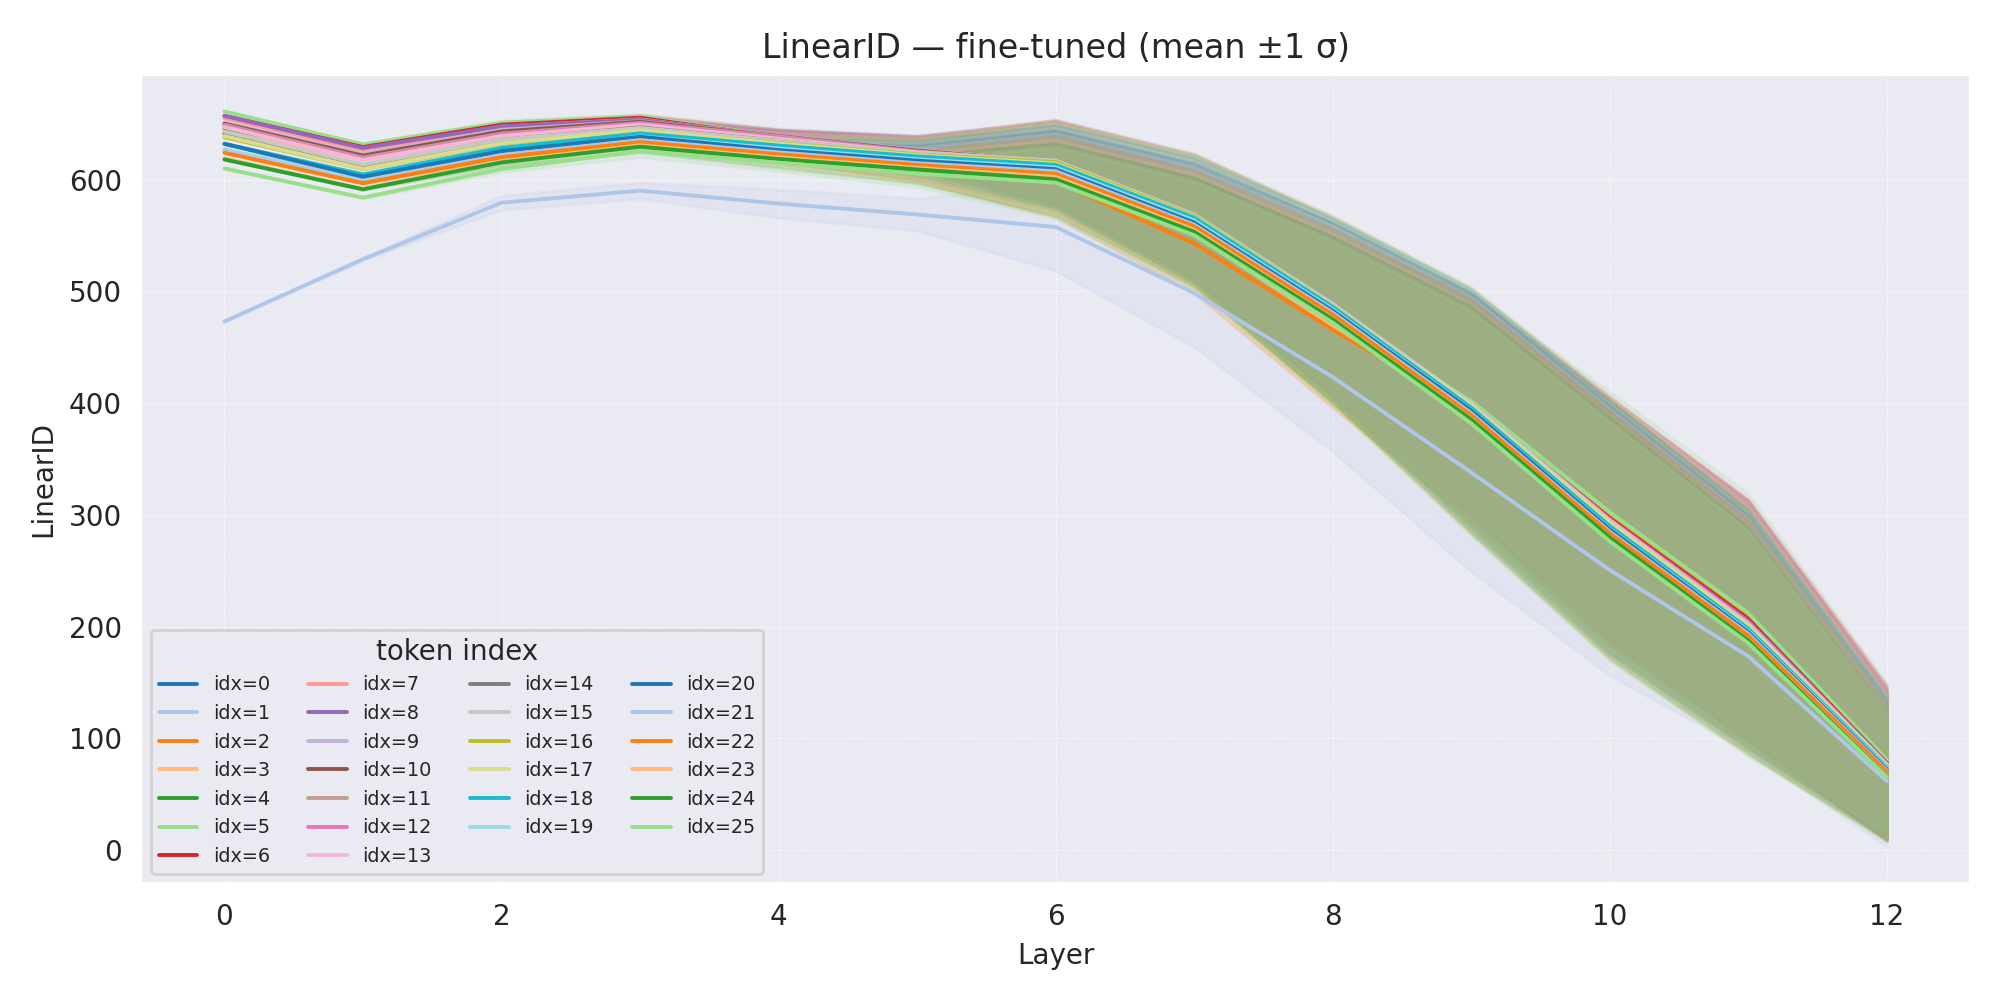 LinearID — fine-tuned (mean ±1 σ)
LinearID
600
500
400
300
200
100
0
token index
idx=0 idx=7 idx=14 idx=20
idx=1 idx=8 idx=15 idx=21
idx=2 idx=9 idx=16 idx=22
idx=3 idx=10 idx=17 idx=23
idx=4 idx=11 idx=18 idx=24
idx=5 idx=12 idx=19 idx=25
idx=6 idx=13
0 2 4 6 8 10 12
Layer